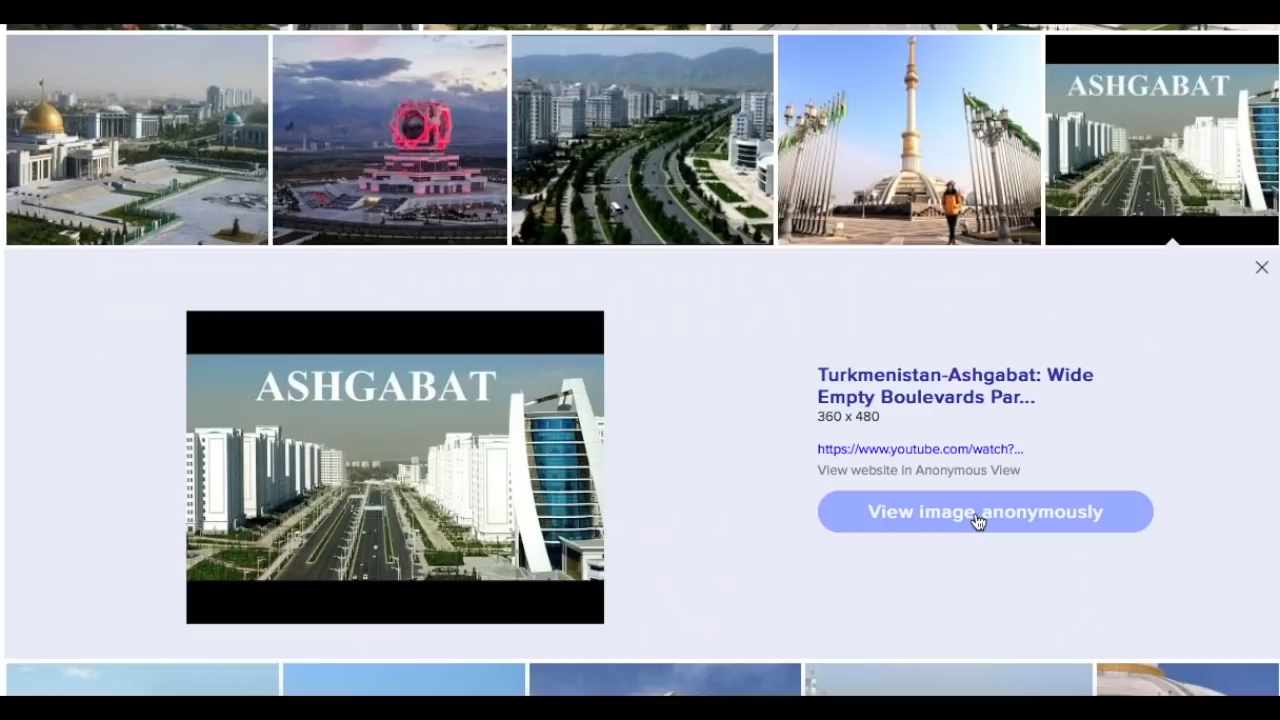 ASHGABAT
ASHGABAT
Turkmenistan-Ashgabat: Wide
Empty Boulevards Par...
360 x 480
https://www.youtube.com/watch?...
View website in Anonymous View
View image anonymously